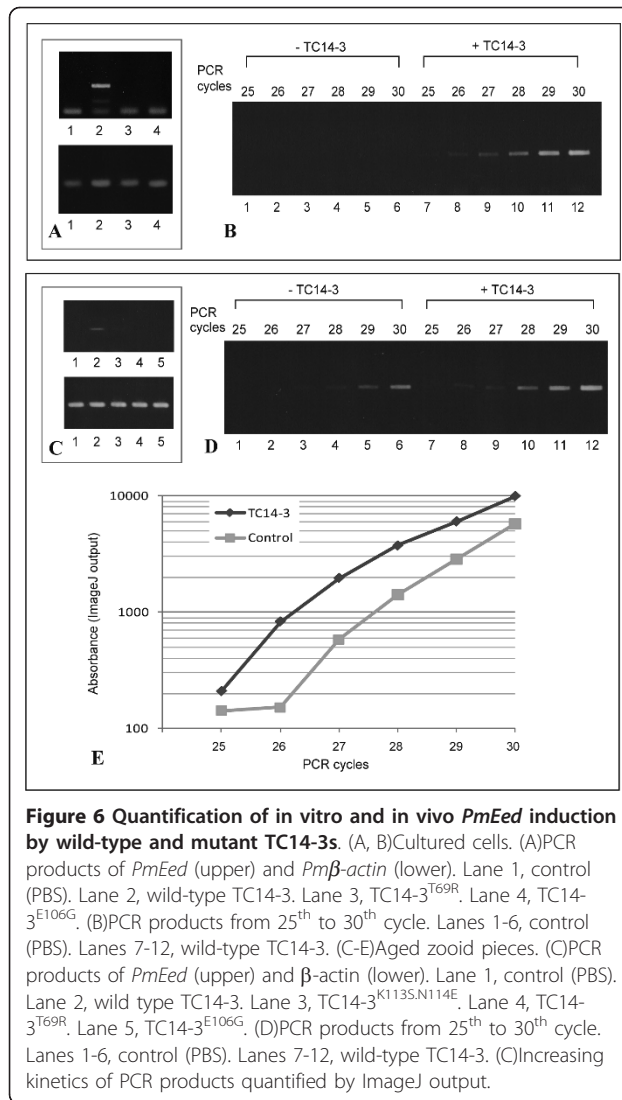 - TC14-3 + TC14-3
PCR cycles 25 26 27 28 29 30 25 26 27 28 29 30
1 2 3 4
1 2 3 4
A
1 2 3 4 5 6 7 8 9 10 11 12
B
- TC14-3 + TC14-3
PCR cycles 25 26 27 28 29 30 25 26 27 28 29 30
1 2 3 4 5
1 2 3 4 5
C
1 2 3 4 5 6 7 8 9 10 11 12
D
10000
TC14-3
Control
1000
100
Absorbance (ImageJ output)
25 26 27 28 29 30
PCR cycles
E
Figure 6 Quantification of in vitro and in vivo PmEed induction
by wild-type and mutant TC14-3s. (A, B)Cultured cells. (A)PCR
products of PmEed (upper) and Pmβ-actin (lower). Lane 1, control
(PBS). Lane 2, wild-type TC14-3. Lane 3, TC14-3^T69R. Lane 4, TC14-
3^E106G. (B)PCR products from 25th to 30th cycle. Lanes 1-6, control
(PBS). Lanes 7-12, wild-type TC14-3. (C-E)Aged zooid pieces. (C)PCR
products of PmEed (upper) and β-actin (lower). Lane 1, control (PBS).
Lane 2, wild type TC14-3. Lane 3, TC14-3^K113S.N114E. Lane 4, TC14-
3^T69R. Lane 5, TC14-3^E106G. (D)PCR products from 25th to 30th cycle.
Lanes 1-6, control (PBS). Lanes 7-12, wild-type TC14-3. (C)Increasing
kinetics of PCR products quantified by ImageJ output.